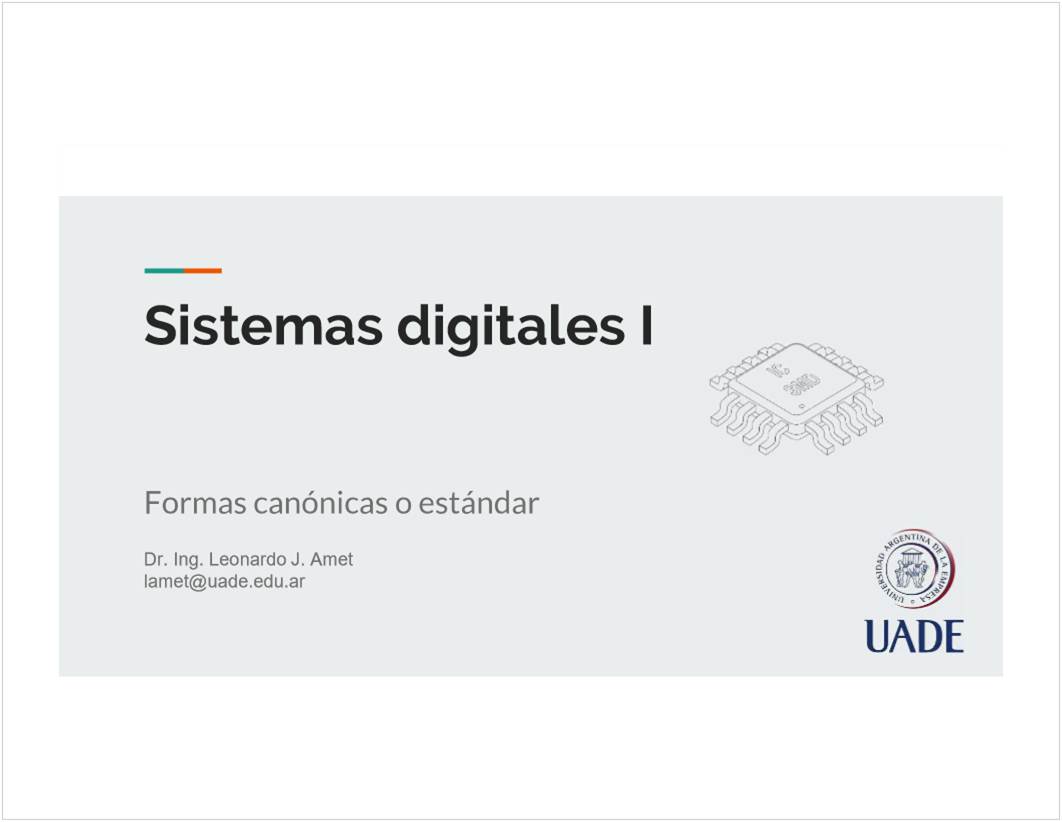 Sistemas digitales I
Formas canónicas o estándar
Dr. Ing. Leonardo J. Amet
lamet@uade.edu.ar
UNIVERSIDAD ARGENTINA DE LA EMPRESA
UADE